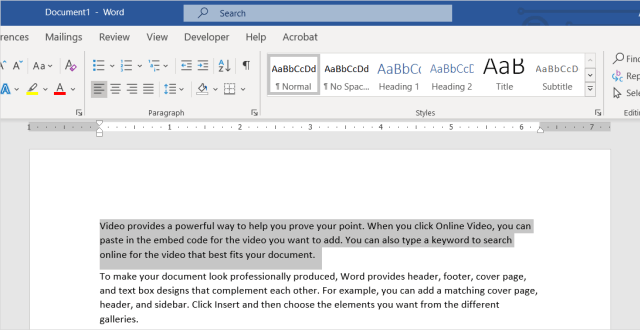 Document1 - Word
Search
rences Mailings Review View Developer Help Acrobat
Aa A A
AaBbCcDd AaBbCcDd AaBbC( AaBbCcE AaB AaBbCcD
¶ Normal ¶ No Spac... Heading 1 Heading 2 Title Subtitle
Find
Rep
Sele
Paragraph Styles Editin
1 1 2 3 4 5 6 7
Video provides a powerful way to help you prove your point. When you click Online Video, you can
paste in the embed code for the video you want to add. You can also type a keyword to search
online for the video that best fits your document.
To make your document look professionally produced, Word provides header, footer, cover page,
and text box designs that complement each other. For example, you can add a matching cover page,
header, and sidebar. Click Insert and then choose the elements you want from the different
galleries.